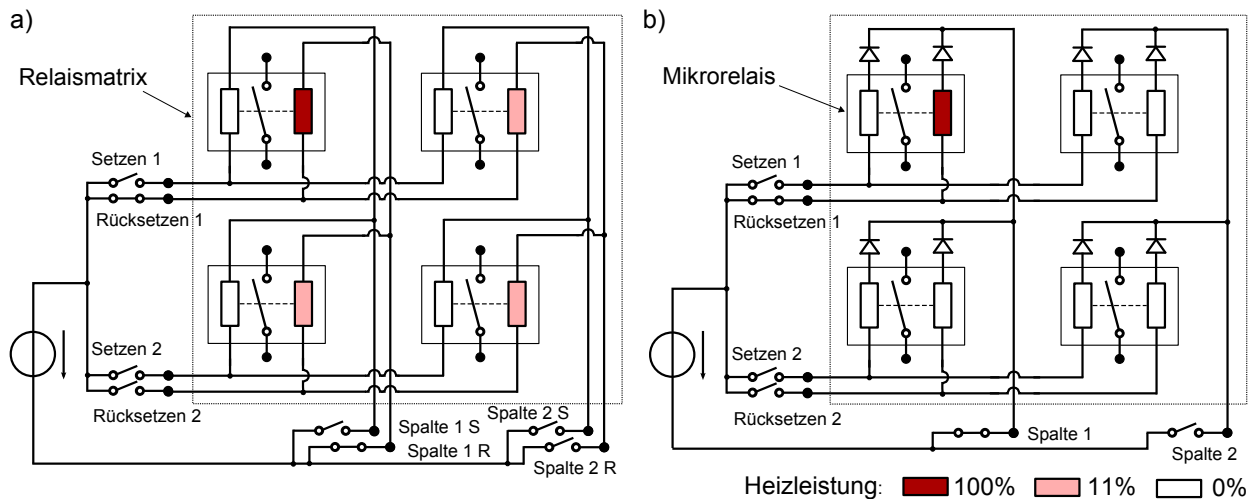 a)
Relaismatrix
Setzen 1
Rücksetzen 1
Setzen 2
Rücksetzen 2
Spalte 1 S
Spalte 1 R
Spalte 2 S
Spalte 2 R
b)
Mikrorelais
Setzen 1
Rücksetzen 1
Setzen 2
Rücksetzen 2
Spalte 1
Spalte 2
Heizleistung: 100% 11% 0%